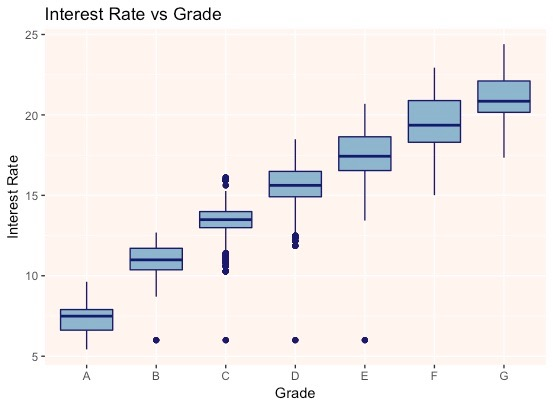 Interest Rate vs Grade
Interest Rate
25
20
15
10
5
A B C D E F G
Grade